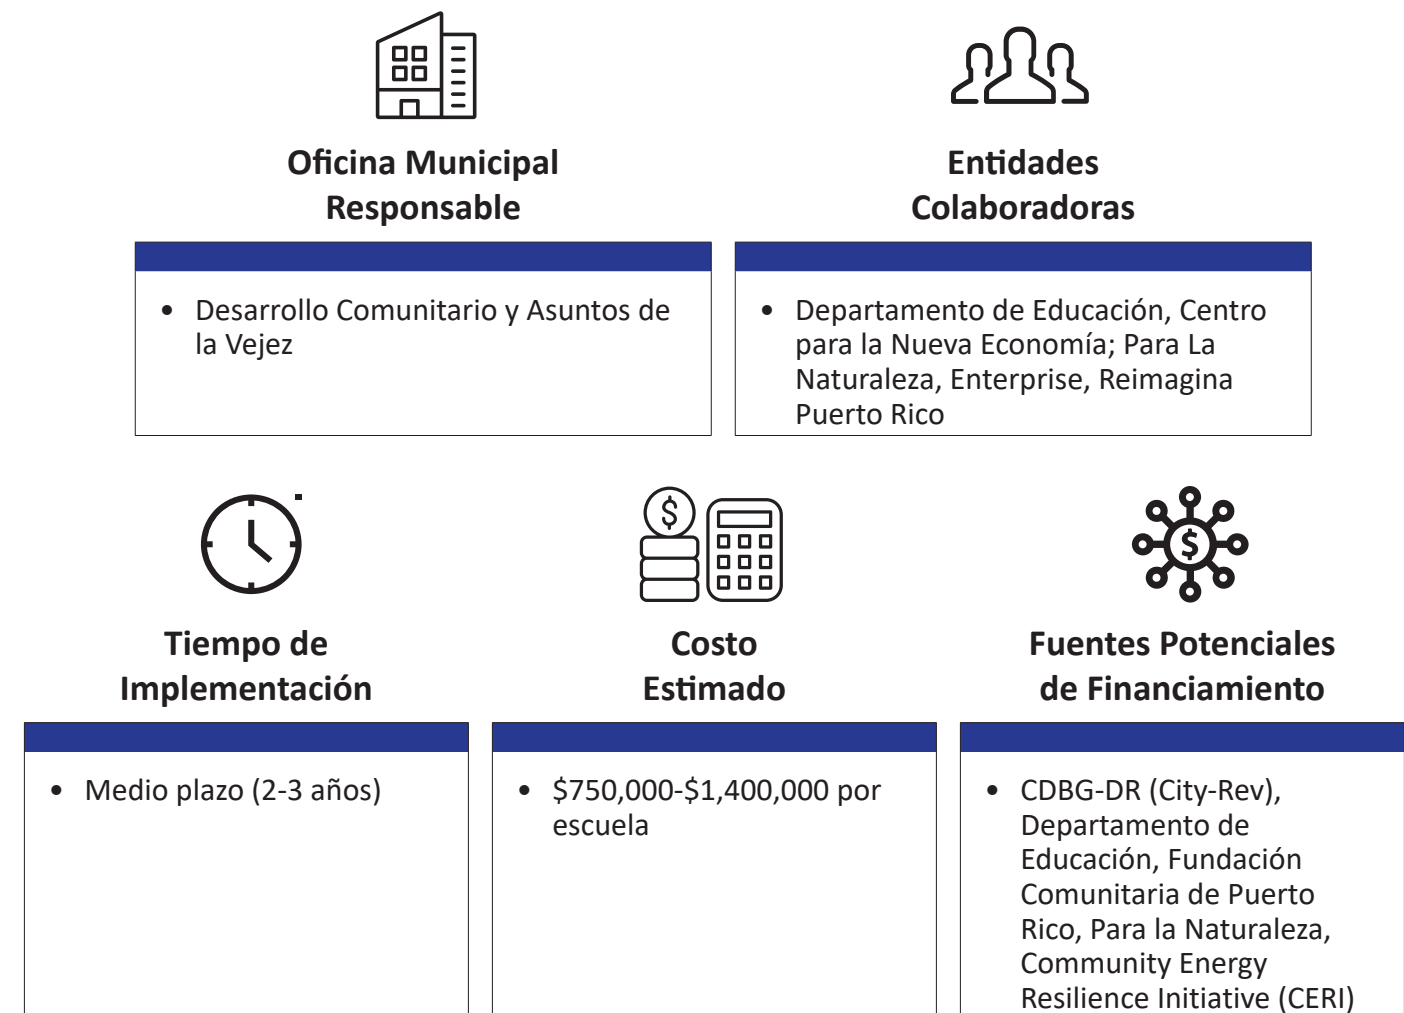 Oficina Municipal
Responsable
Entidades
Colaboradoras
• Desarrollo Comunitario y Asuntos de
la Vejez
• Departamento de Educación, Centro
para la Nueva Economía; Para La
Naturaleza, Enterprise, Reimagina
Puerto Rico
$
$
Tiempo de
Implementación
Costo
Estimado
Fuentes Potenciales
de Financiamiento
• Medio plazo (2-3 años)
• $750,000-$1,400,000 por
escuela
• CDBG-DR (City-Rev),
Departamento de
Educación, Fundación
Comunitaria de Puerto
Rico, Para la Naturaleza,
Community Energy
Resilience Initiative (CERI)